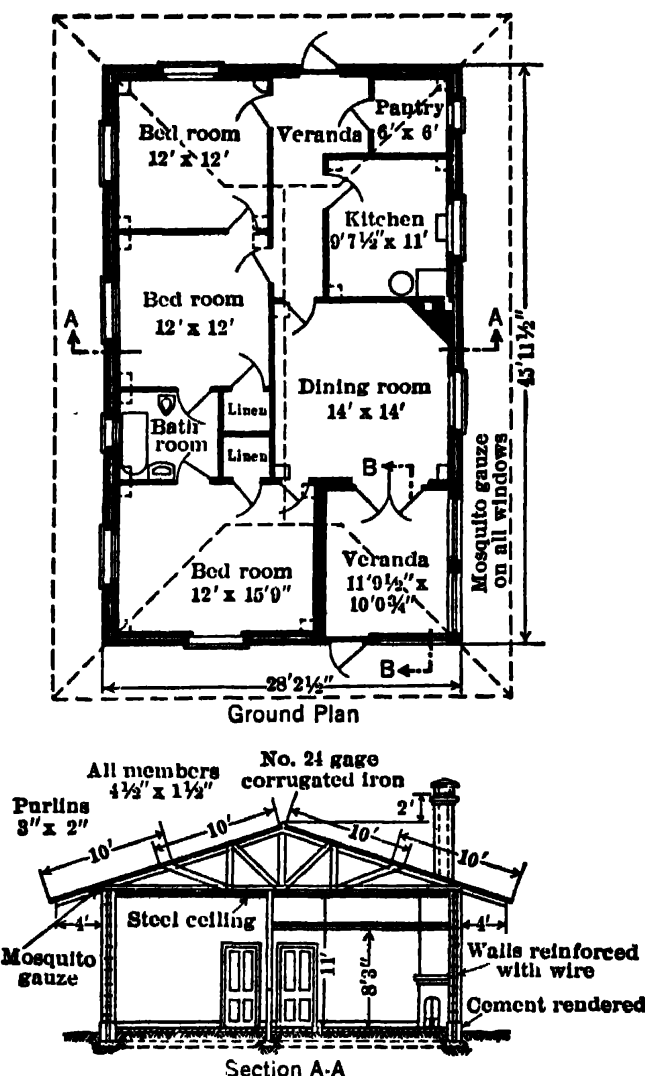 Bed room
12' x 12'
Veranda
Pantry
6' x 6'
Kitchen
9'7½" x 11'
Bed room
12' x 12'
A
A
45'11½"
Dining room
14' x 14'
Linen
Bath
room
Linen
B
Mosquito gauze
on all windows
Bed room
12' x 15'9"
Veranda
11'9½" x
10'0¾"
B
28'2½"
Ground Plan
All members
4½" x 1½"
No. 24 gage
corrugated iron
Purlins
3" x 2"
2'
10'
10'
10'
10'
4'
Steel ceiling
4'
Mosquito
gauze
11'
8'3"
Walls reinforced
with wire
Cement rendered
Section A-A